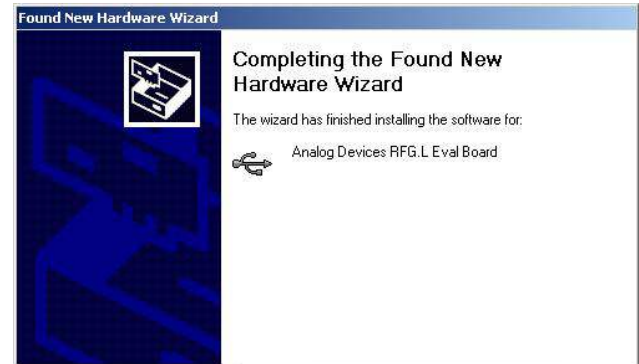 Found New Hardware Wizard
Completing the Found New
Hardware Wizard
The wizard has finished installing the software for:
Analog Devices RFG.L Eval Board